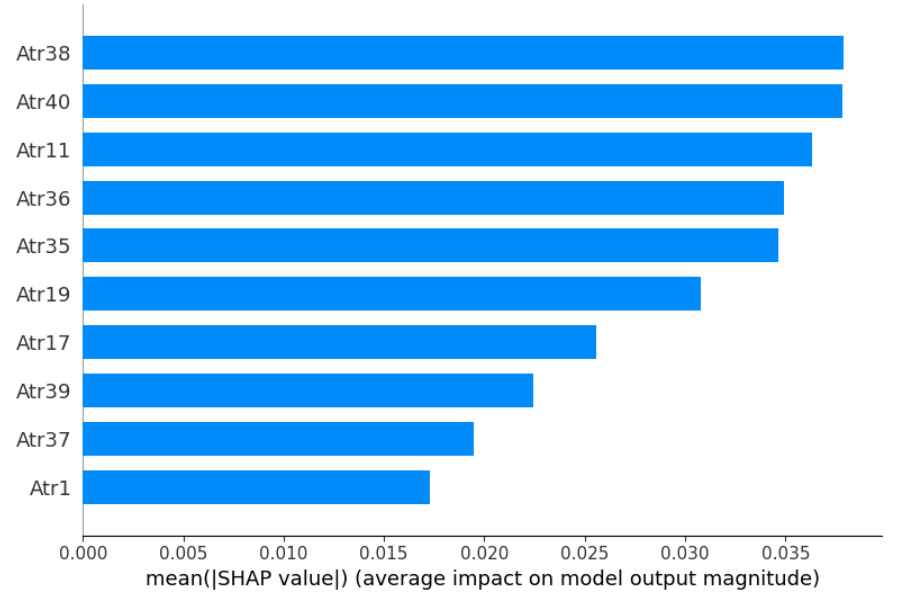 Atr38
Atr40
Atr11
Atr36
Atr35
Atr19
Atr17
Atr39
Atr37
Atr1
0.000 0.005 0.010 0.015 0.020 0.025 0.030 0.035
mean(|SHAP value|) (average impact on model output magnitude)